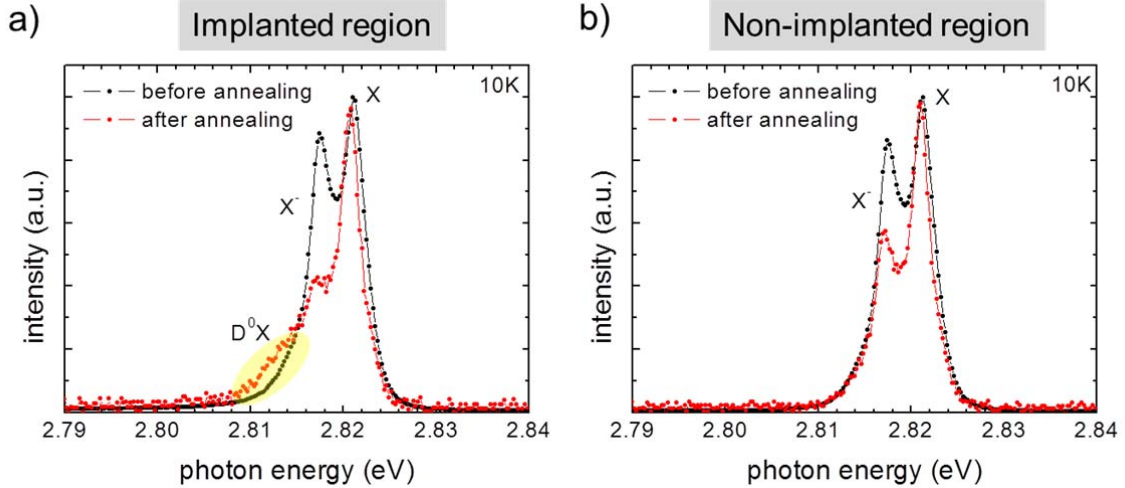 a)
Implanted region
before annealing
after annealing
10K
X
X⁻
D⁰X
intensity (a.u.)
2.79 2.80 2.81 2.82 2.83 2.84
photon energy (eV)
b)
Non-implanted region
before annealing
after annealing
10K
X
X⁻
intensity (a.u.)
2.79 2.80 2.81 2.82 2.83 2.84
photon energy (eV)